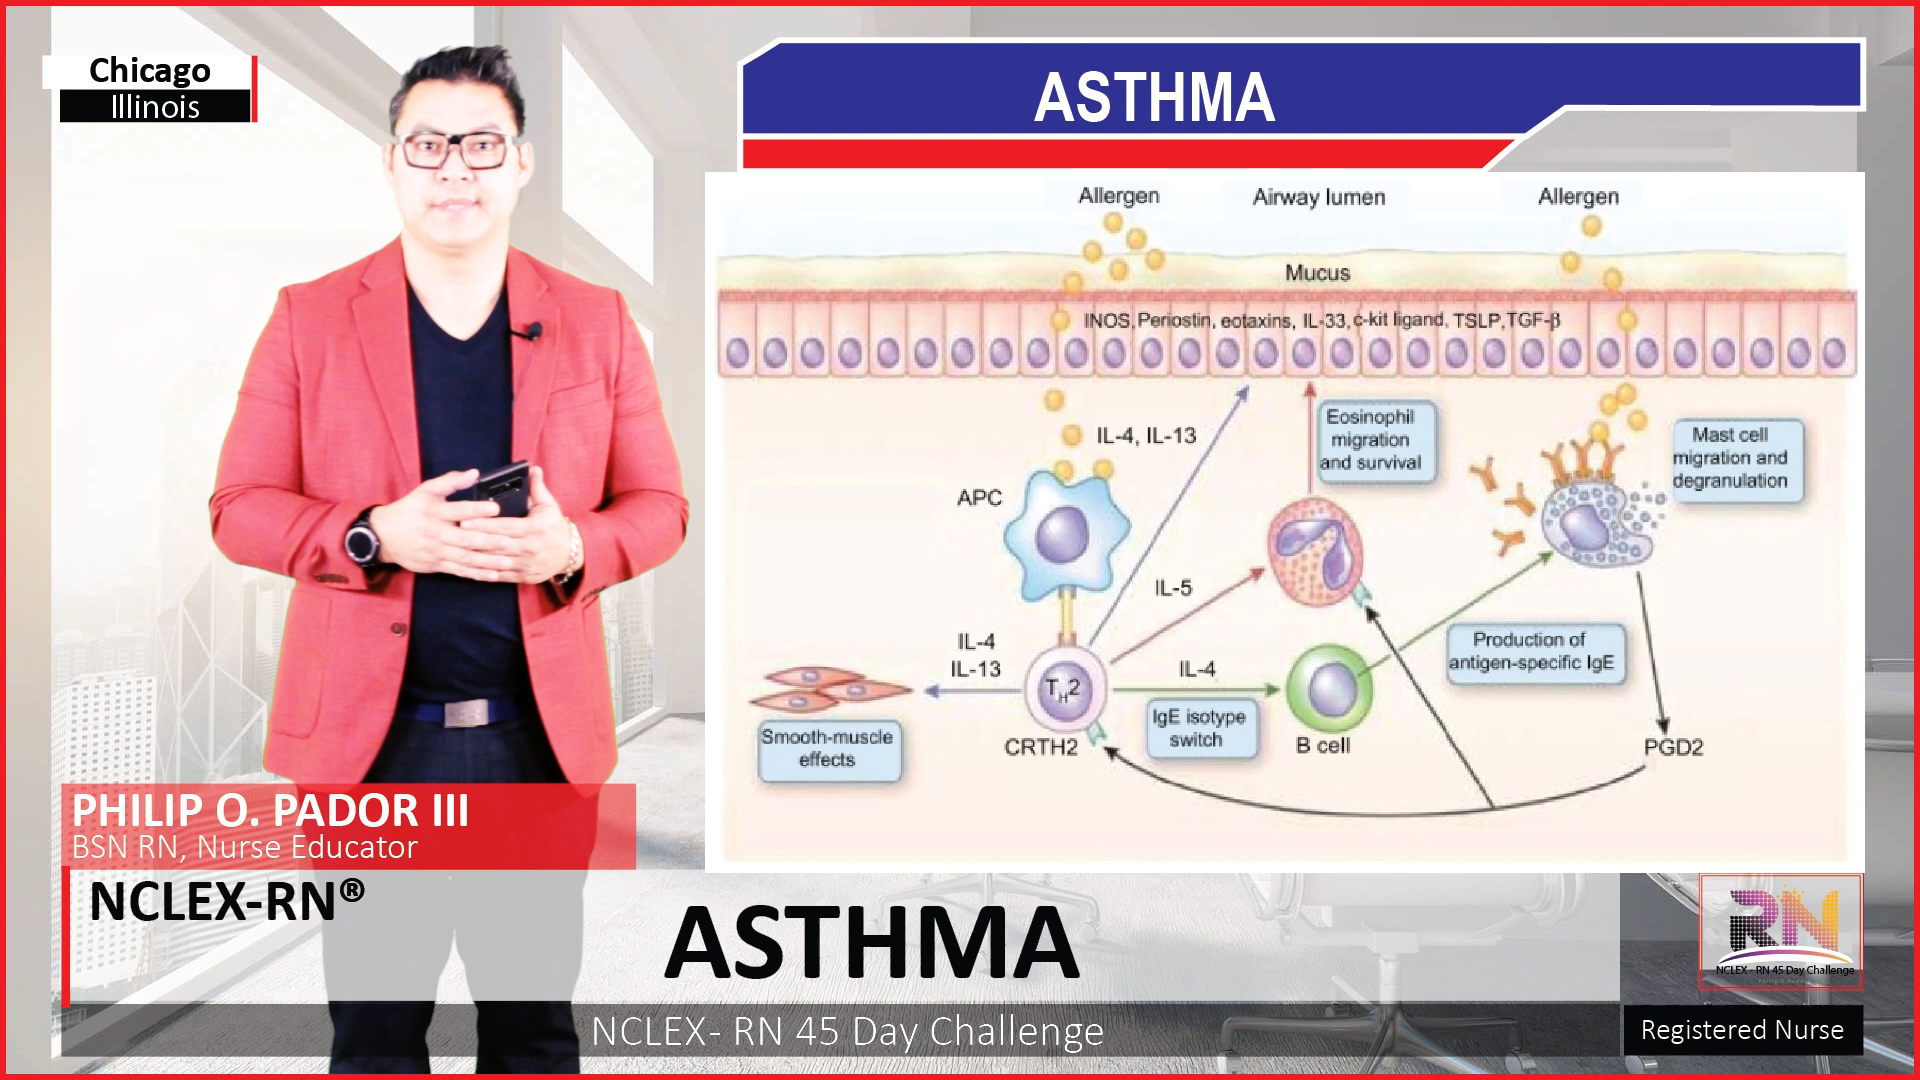 Chicago
Illinois
ASTHMA
Allergen
Airway lumen
Allergen
Mucus
INOS, Periostin, eotaxins, IL-33, c-kit ligand, TSLP, TGF-β
IL-4, IL-13
Eosinophil
migration
and survival
Mast cell
migration and
degranulation
APC
IL-5
IL-4
IL-13
TH2
IL-4
Production of
antigen-specific IgE
Smooth-muscle
effects
CRTH2
IgE isotype
switch
B cell
PGD2
PHILIP O. PADOR III
BSN RN, Nurse Educator
NCLEX-RN®
ASTHMA
NCLEX- RN 45 Day Challenge
RN
NCLEX - RN 45 Day Challenge
Registered Nurse